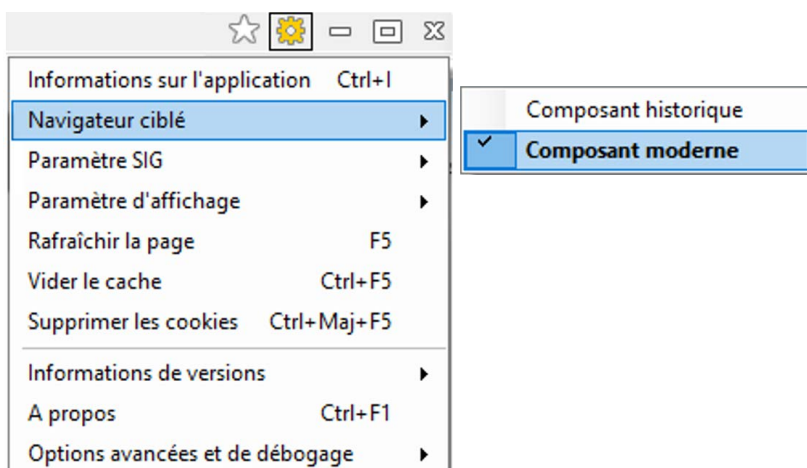 Informations sur l'application Ctrl+I
Navigateur ciblé
Composant historique
Composant moderne
Paramètre SIG
Paramètre d'affichage
Rafraîchir la page F5
Vider le cache Ctrl+F5
Supprimer les cookies Ctrl+Maj+F5
Informations de versions
A propos Ctrl+F1
Options avancées et de débogage